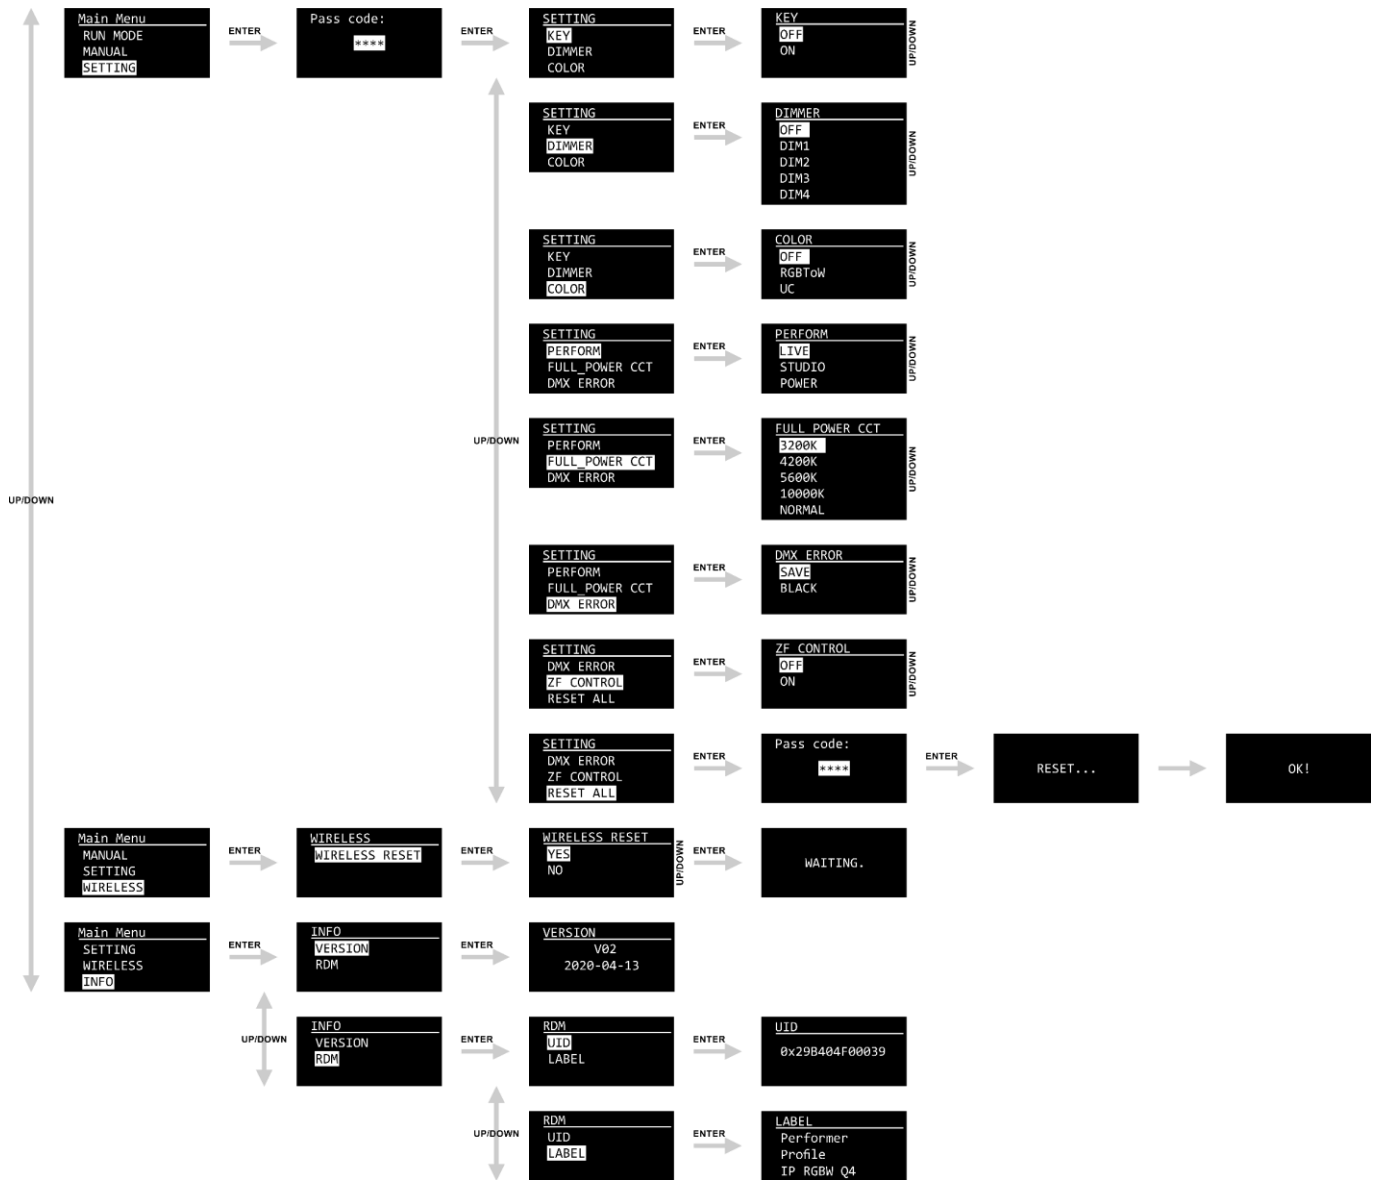 Main Menu
RUN MODE
MANUAL
SETTING
ENTER
Pass code:
****
ENTER
SETTING
KEY
DIMMER
COLOR
ENTER
KEY
OFF
ON
UP/DOWN
SETTING
KEY
DIMMER
COLOR
ENTER
DIMMER
OFF
DIM1
DIM2
DIM3
DIM4
UP/DOWN
SETTING
KEY
DIMMER
COLOR
ENTER
COLOR
OFF
RGBToW
UC
UP/DOWN
SETTING
PERFORM
FULL_POWER CCT
DMX ERROR
ENTER
PERFORM
LIVE
STUDIO
POWER
UP/DOWN
UP/DOWN
SETTING
PERFORM
FULL_POWER CCT
DMX ERROR
ENTER
FULL POWER CCT
3200K
4200K
5600K
10000K
NORMAL
UP/DOWN
UP/DOWN
SETTING
PERFORM
FULL_POWER CCT
DMX ERROR
ENTER
DMX ERROR
SAVE
BLACK
UP/DOWN
SETTING
DMX ERROR
ZF CONTROL
RESET ALL
ENTER
ZF CONTROL
OFF
ON
UP/DOWN
SETTING
DMX ERROR
ZF CONTROL
RESET ALL
ENTER
Pass code:
****
ENTER
RESET...
OK!
Main Menu
MANUAL
SETTING
WIRELESS
ENTER
WIRELESS
WIRELESS RESET
ENTER
WIRELESS RESET
YES
NO
UP/DOWN
ENTER
WAITING.
Main Menu
SETTING
WIRELESS
INFO
ENTER
INFO
VERSION
RDM
ENTER
VERSION
V02
2020-04-13
UP/DOWN
INFO
VERSION
RDM
ENTER
RDM
UID
LABEL
ENTER
UID
0x29B404F00039
UP/DOWN
RDM
UID
LABEL
ENTER
LABEL
Performer
Profile
IP RGBW Q4